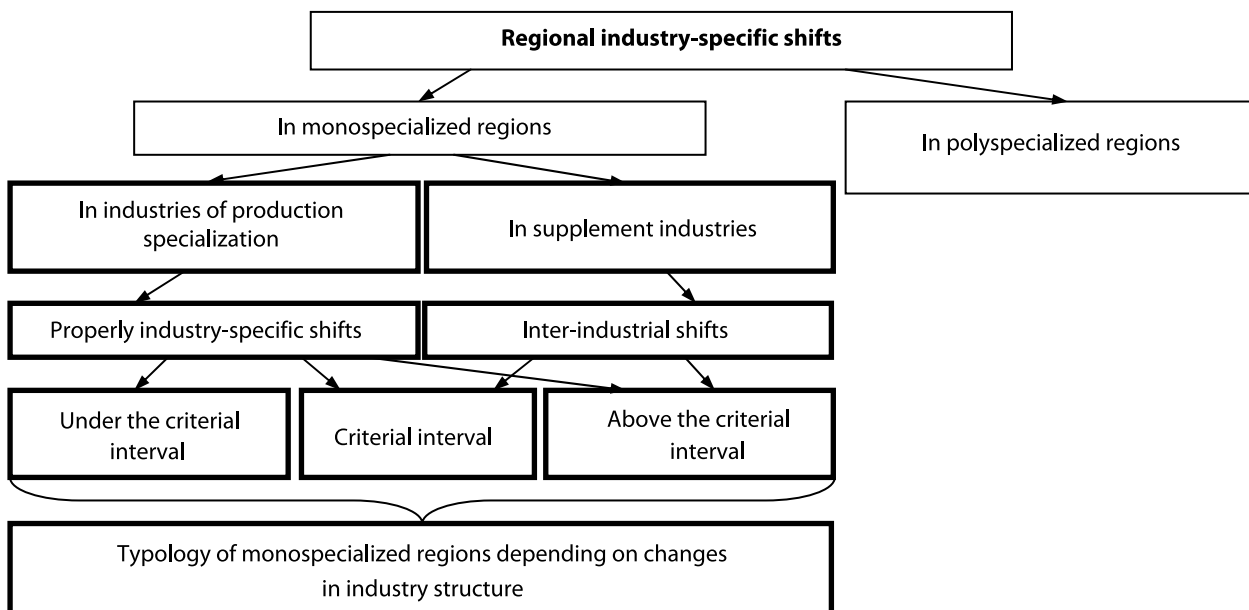 Regional industry-specific shifts
In monospecialized regions
In polyspecialized regions
In industries of production
specialization
In supplement industries
Properly industry-specific shifts
Inter-industrial shifts
Under the criterial
interval
Criterial interval
Above the criterial
interval
Typology of monospecialized regions depending on changes
in industry structure